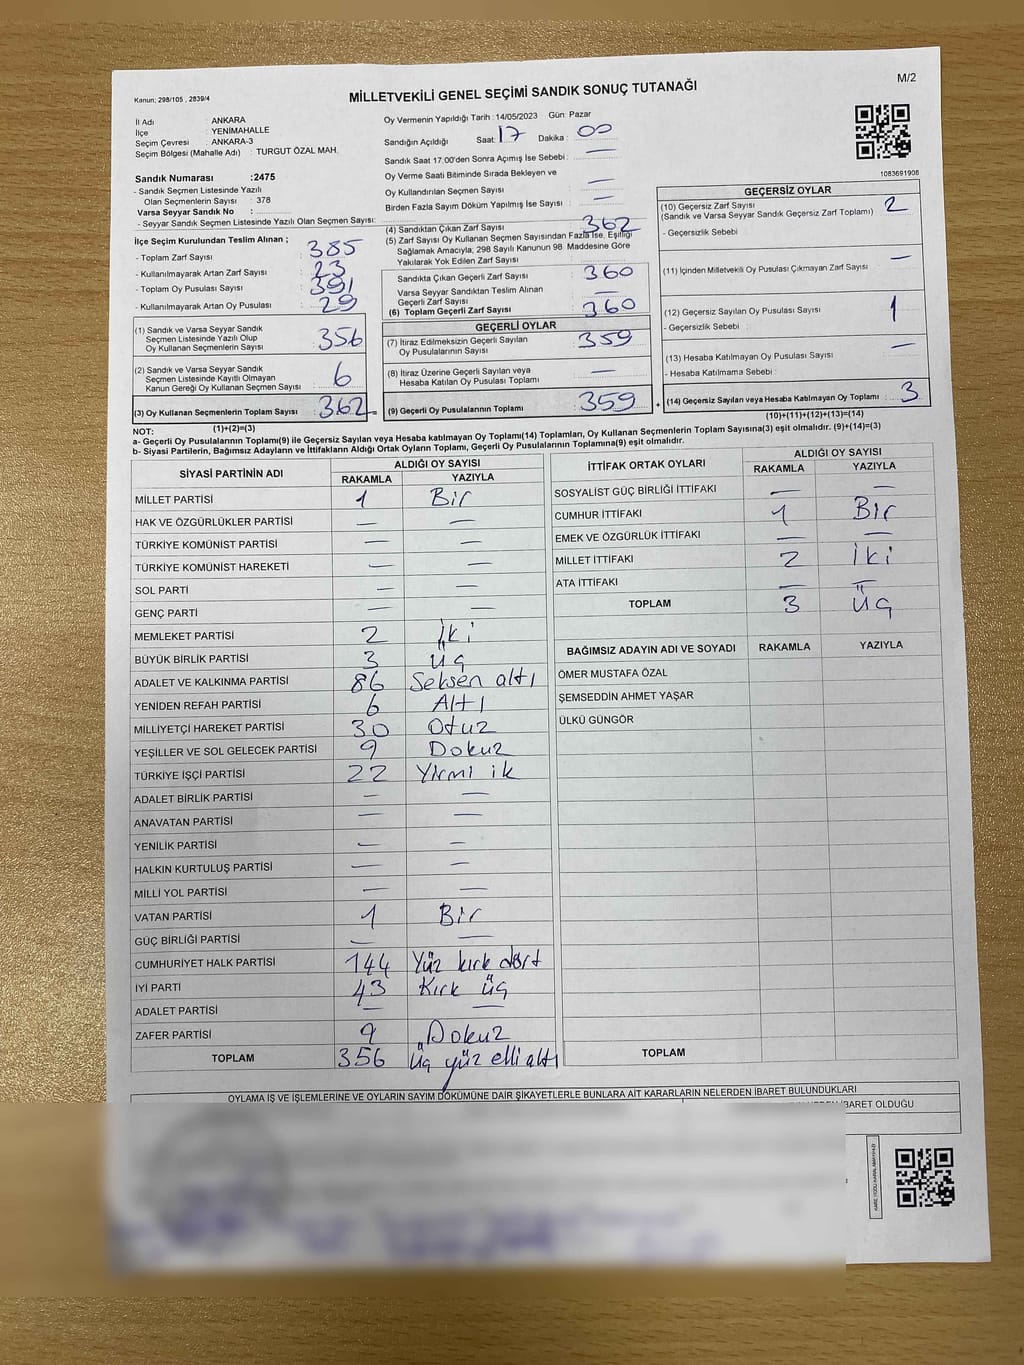 M/2
Kanun; 298/105 , 2839/4
MİLLETVEKİLİ GENEL SEÇİMİ SANDIK SONUÇ TUTANAĞI
İl Adı : ANKARA
İlçe : YENİMAHALLE
Seçim Çevresi : ANKARA-3
Seçim Bölgesi (Mahalle Adı) : TURGUT ÖZAL MAH.
Sandık Numarası :2475
- Sandık Seçmen Listesinde Yazılı
Olan Seçmenlerin Sayısı : 378
Varsa Seyyar Sandık No :
- Seyyar Sandık Seçmen Listesinde Yazılı Olan Seçmen Sayısı:
İlçe Seçim Kurulundan Teslim Alınan ;
- Toplam Zarf Sayısı : 385
- Kullanılmayarak Artan Zarf Sayısı : 23
- Toplam Oy Pusulası Sayısı : 391
- Kullanılmayarak Artan Oy Pusulası : 29
(1) Sandık ve Varsa Seyyar Sandık
Seçmen Listesinde Yazılı Olup
Oy Kullanan Seçmenlerin Sayısı : 356
(2) Sandık ve Varsa Seyyar Sandık
Seçmen Listesinde Kayıtlı Olmayan
Kanun Gereği Oy Kullanan Seçmen Sayısı : 6
(3) Oy Kullanan Seçmenlerin Toplam Sayısı : 362
(1)+(2)=(3)
Oy Vermenin Yapıldığı Tarih :14/05/2023 Gün: Pazar
Sandığın Açıldığı Saat: 17 Dakika : 00
Sandık Saat 17:00'den Sonra Açılmış İse Sebebi : —
Oy Verme Saati Bitiminde Sırada Bekleyen ve
Oy Kullandırılan Seçmen Sayısı : —
Birden Fazla Sayım Döküm Yapılmış İse Sayısı : —
(4) Sandıktan Çıkan Zarf Sayısı : 362
(5) Zarf Sayısı Oy Kullanan Seçmen Sayısından Fazla İse, Eşitliği
Sağlamak Amacıyla; 298 Sayılı Kanunun 98. Maddesine Göre
Yakılarak Yok Edilen Zarf Sayısı :
Sandıkta Çıkan Geçerli Zarf Sayısı : 360
Varsa Seyyar Sandıktan Teslim Alınan
Geçerli Zarf Sayısı : —
(6) Toplam Geçerli Zarf Sayısı : 360
GEÇERLİ OYLAR
(7) İtiraz Edilmeksizin Geçerli Sayılan
Oy Pusulalarının Sayısı : 359
(8) İtiraz Üzerine Geçerli Sayılan veya
Hesaba Katılan Oy Pusulası Toplamı : —
(9) Geçerli Oy Pusulalarının Toplamı : 359
+
1083691906
GEÇERSİZ OYLAR
(10) Geçersiz Zarf Sayısı : 2
(Sandık ve Varsa Seyyar Sandık Geçersiz Zarf Toplamı)
- Geçersizlik Sebebi
(11) İçinden Milletvekili Oy Pusulası Çıkmayan Zarf Sayısı : —
(12) Geçersiz Sayılan Oy Pusulası Sayısı : 1
- Geçersizlik Sebebi :
(13) Hesaba Katılmayan Oy Pusulası Sayısı : —
- Hesaba Katılmama Sebebi :
(14) Geçersiz Sayılan veya Hesaba Katılmayan Oy Toplamı : 3
(10)+(11)+(12)+(13)=(14)
NOT:
a- Geçerli Oy Pusulalarının Toplamı(9) ile Geçersiz Sayılan veya Hesaba katılmayan Oy Toplamı(14) Toplamları, Oy Kullanan Seçmenlerin Toplam Sayısına(3) eşit olmalıdır. (9)+(14)=(3)
b- Siyasi Partilerin, Bağımsız Adayların ve İttifakların Aldığı Ortak Oyların Toplamı, Geçerli Oy Pusulalarının Toplamına(9) eşit olmalıdır.
SİYASİ PARTİNİN ADI ALDIĞI OY SAYISI
RAKAMLA YAZIYLA
MİLLET PARTİSİ 1 Bir
HAK VE ÖZGÜRLÜKLER PARTİSİ — —
TÜRKİYE KOMÜNİST PARTİSİ — —
TÜRKİYE KOMÜNİST HAREKETİ — —
SOL PARTİ — —
GENÇ PARTİ — —
MEMLEKET PARTİSİ 2 İki
BÜYÜK BİRLİK PARTİSİ 3 üç
ADALET VE KALKINMA PARTİSİ 86 Seksen altı
YENİDEN REFAH PARTİSİ 6 Altı
MİLLİYETÇİ HAREKET PARTİSİ 30 Otuz
YEŞİLLER VE SOL GELECEK PARTİSİ 9 Dokuz
TÜRKİYE İŞÇİ PARTİSİ 22 Yirmi ik
ADALET BİRLİK PARTİSİ — —
ANAVATAN PARTİSİ — —
YENİLİK PARTİSİ — —
HALKIN KURTULUŞ PARTİSİ — —
MİLLİ YOL PARTİSİ — —
VATAN PARTİSİ 1 Bir
GÜÇ BİRLİĞİ PARTİSİ — —
CUMHURİYET HALK PARTİSİ 144 Yüz kırk dört
İYİ PARTİ 43 Kırk üç
ADALET PARTİSİ — —
ZAFER PARTİSİ 9 Dokuz
TOPLAM 356 üç yüz elli altı
İTTİFAK ORTAK OYLARI ALDIĞI OY SAYISI
RAKAMLA YAZIYLA
SOSYALİST GÜÇ BİRLİĞİ İTTİFAKI — —
CUMHUR İTTİFAKI 1 Bir
EMEK VE ÖZGÜRLÜK İTTİFAKI — —
MİLLET İTTİFAKI 2 İki
ATA İTTİFAKI — —
TOPLAM 3 üç
BAĞIMSIZ ADAYIN ADI VE SOYADI RAKAMLA YAZIYLA
ÖMER MUSTAFA ÖZAL
ŞEMSEDDİN AHMET YAŞAR
ÜLKÜ GÜNGÖR
TOPLAM
OYLAMA İŞ VE İŞLEMLERİNE VE OYLARIN SAYIM DÖKÜMÜNE DAİR ŞİKAYETLERLE BUNLARA AİT KARARLARIN NELERDEN İBARET BULUNDUKLARI
İBARET OLDUĞU